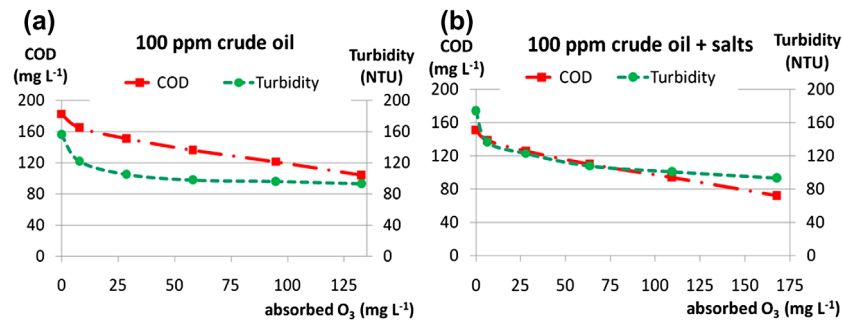 (a)
COD
(mg L-1)
100 ppm crude oil
Turbidity
(NTU)
COD
Turbidity
200 200
160 160
120 120
80 80
40 40
0 0
0 25 50 75 100 125
absorbed O3 (mg L-1)
(b)
COD
(mg L-1)
100 ppm crude oil + salts
Turbidity
(NTU)
COD
Turbidity
200 200
160 160
120 120
80 80
40 40
0 0
0 25 50 75 100 125 150 175
absorbed O3 (mg L-1)